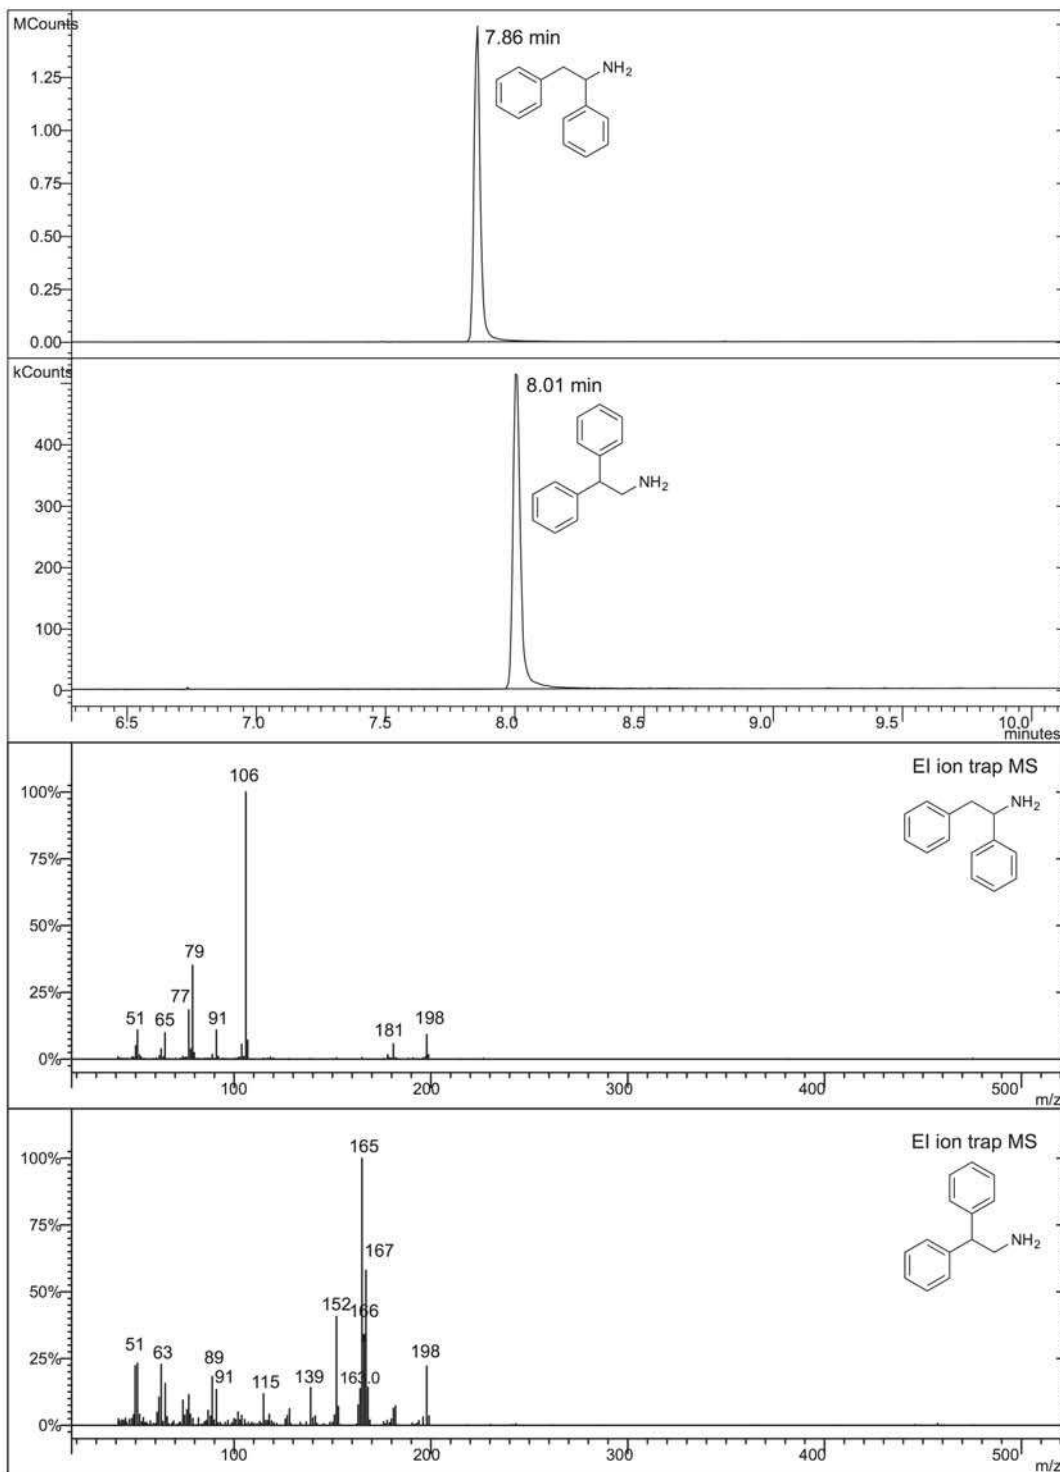 MCounts
7.86 min
NH2
1.25
1.00
0.75
0.50
0.25
0.00
kCounts
8.01 min
NH2
400
300
200
100
0
6.5 7.0 7.5 8.0 8.5 9.0 9.5 10.0
minutes
EI ion trap MS
NH2
106
100%
75%
50%
79
25%
77
51 65 91 181 198
0%
100 200 300 400 500
m/z
EI ion trap MS
NH2
165
100%
75%
167
50%
152 166
51 63 89 198
25%
91 115 139 163.0
0%
100 200 300 400 500
m/z